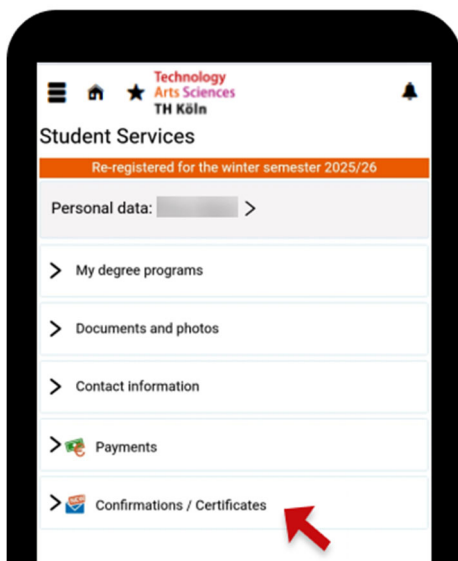 Technology
Arts Sciences
TH Köln
Student Services
Re-registered for the winter semester 2025/26
Personal data:
My degree programs
Documents and photos
Contact information
Payments
Confirmations / Certificates